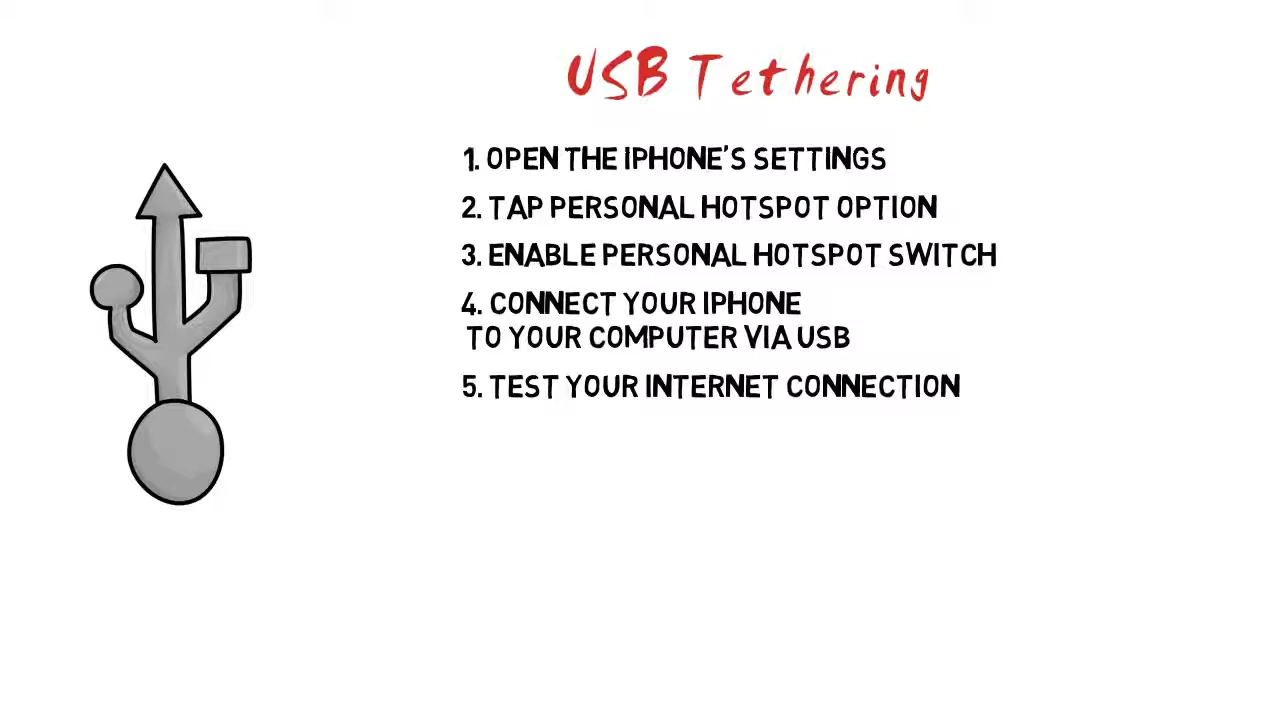 USB Tethering
1. OPEN THE IPHONE'S SETTINGS
2. TAP PERSONAL HOTSPOT OPTION
3. ENABLE PERSONAL HOTSPOT SWITCH
4. CONNECT YOUR IPHONE
TO YOUR COMPUTER VIA USB
5. TEST YOUR INTERNET CONNECTION